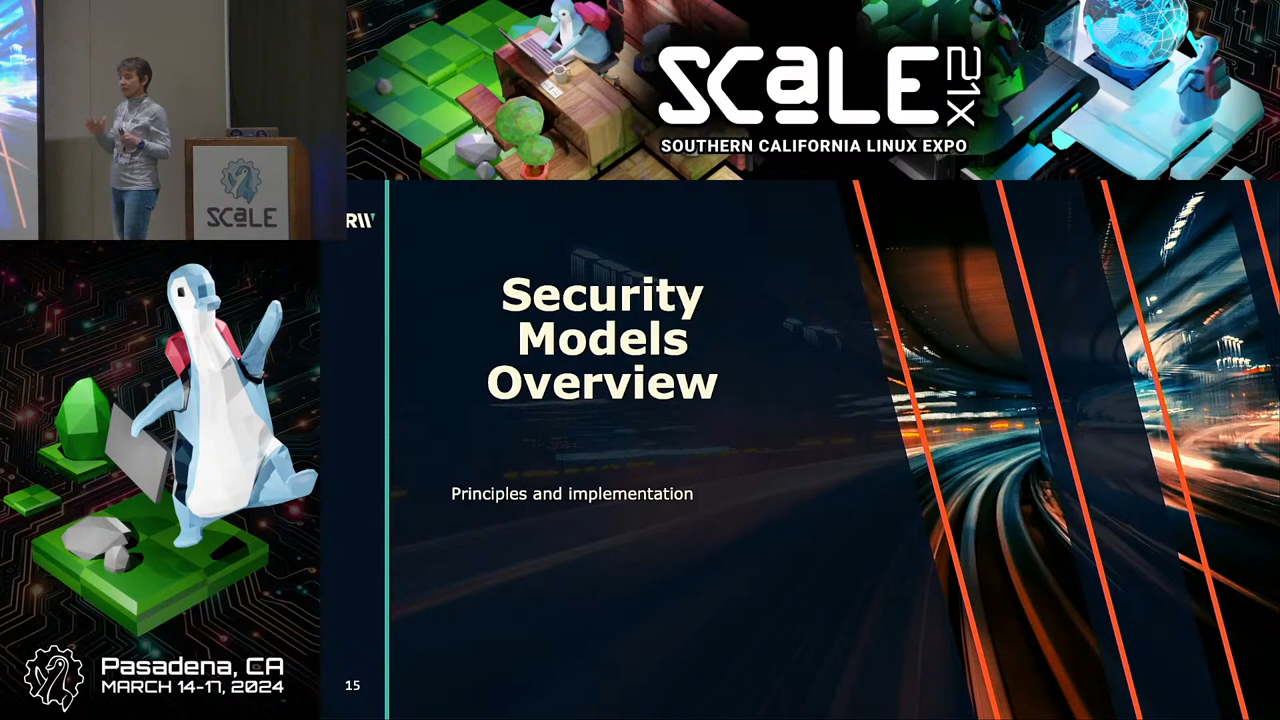 SCaLE 21X
SOUTHERN CALIFORNIA LINUX EXPO
SCaLE
RW
Security
Models
Overview
Principles and implementation
Pasadena, CA
MARCH 14-17, 2024
15